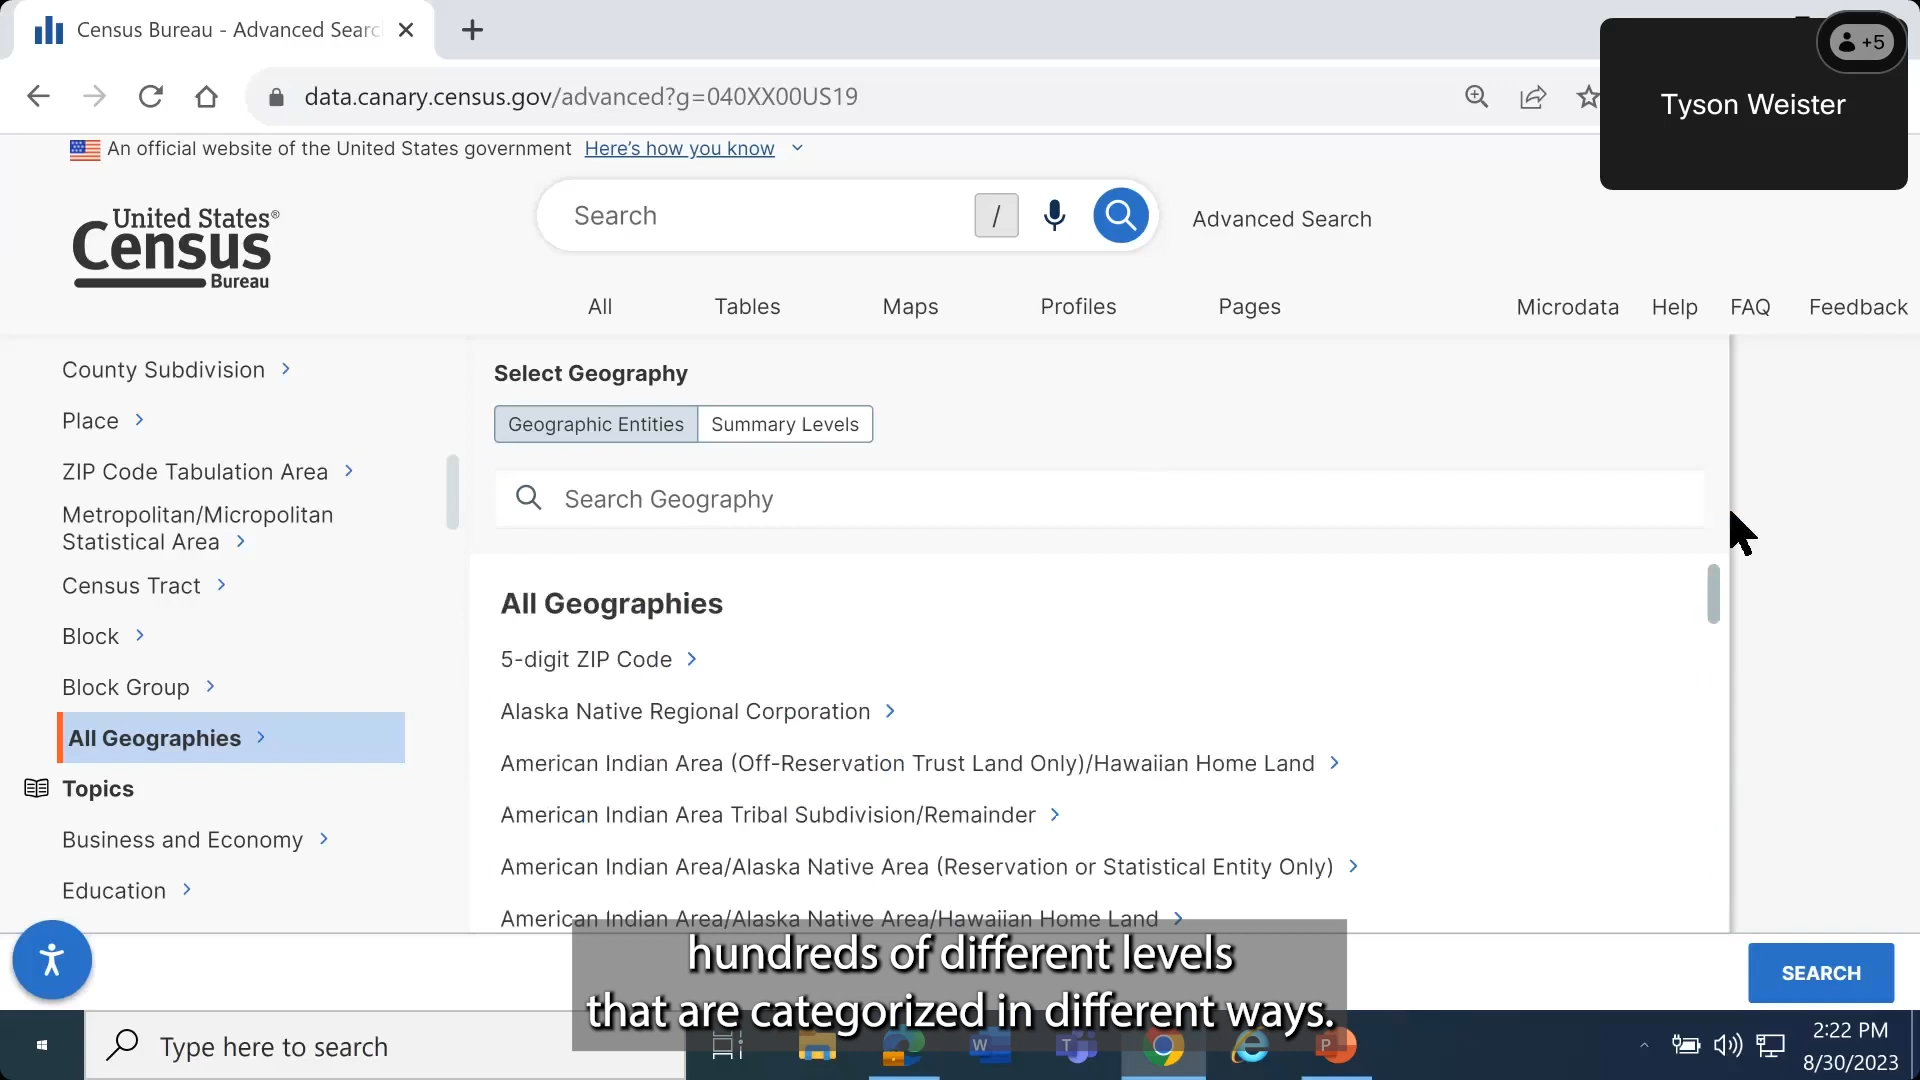 Census Bureau - Advanced Searc
+5
Tyson Weister
data.canary.census.gov/advanced?g=040XX00US19
An official website of the United States government Here's how you know
United States®
Census
Bureau
Search / Advanced Search
All Tables Maps Profiles Pages Microdata Help FAQ Feedback
County Subdivision
Place
ZIP Code Tabulation Area
Metropolitan/Micropolitan
Statistical Area
Census Tract
Block
Block Group
All Geographies
Topics
Business and Economy
Education
Select Geography
Geographic Entities Summary Levels
Search Geography
All Geographies
5-digit ZIP Code
Alaska Native Regional Corporation
American Indian Area (Off-Reservation Trust Land Only)/Hawaiian Home Land
American Indian Area Tribal Subdivision/Remainder
American Indian Area/Alaska Native Area (Reservation or Statistical Entity Only)
American Indian Area/Alaska Native Area/Hawaiian Home Land
SEARCH
hundreds of different levels
that are categorized in different ways.
Type here to search
W
T
P
2:22 PM
8/30/2023